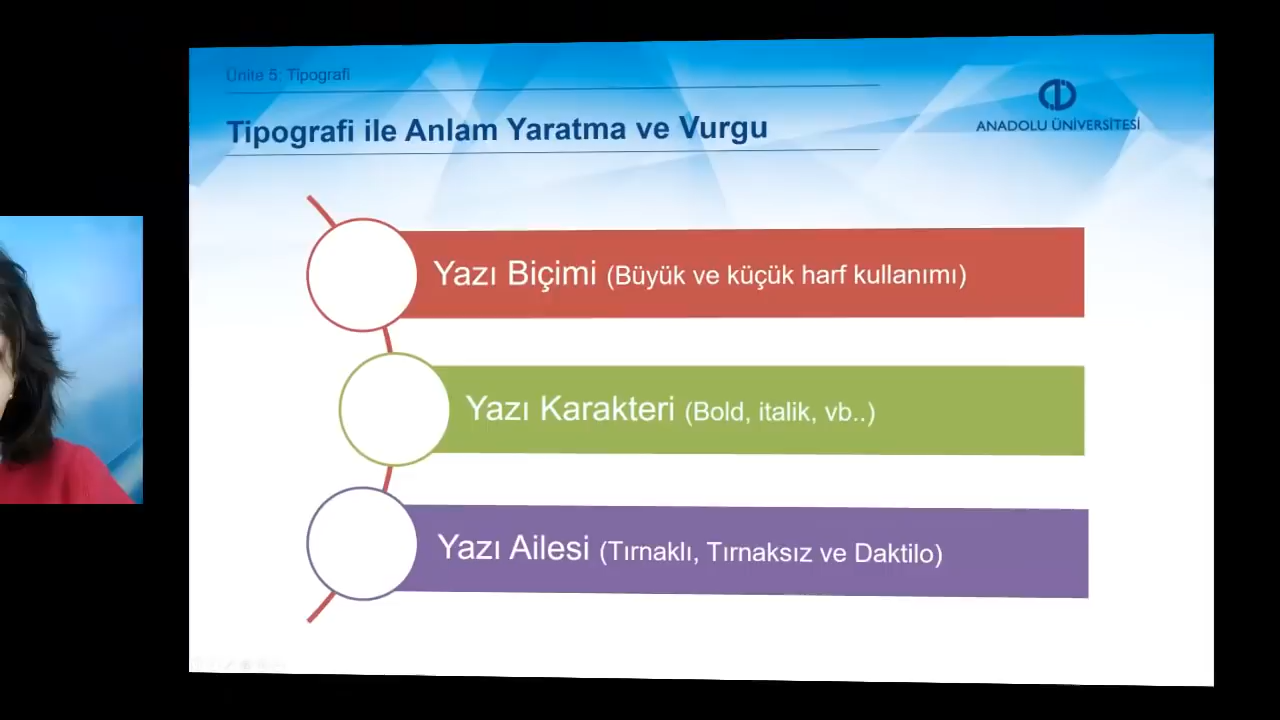 Ünite 5: Tipografi
Tipografi ile Anlam Yaratma ve Vurgu
ANADOLU ÜNİVERSİTESİ
Yazı Biçimi (Büyük ve küçük harf kullanımı)
Yazı Karakteri (Bold, italik, vb..)
Yazı Ailesi (Tırnaklı, Tırnaksız ve Daktilo)